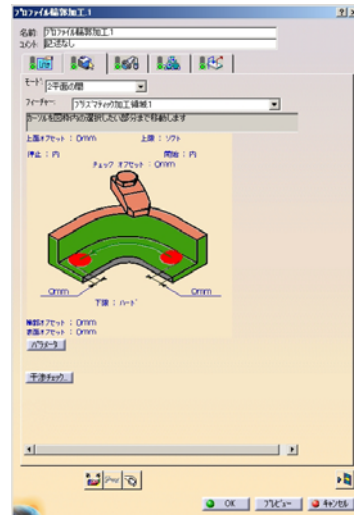 プロファイル輪郭加工.1
名前: プロファイル輪郭加工.1
コメント: 記述なし
モード: 2平面の間
フィーチャー: プリズマティック加工領域1
カーソルを図枠内の選択したい部分まで移動します
上面オフセット : 0mm 上限 : ソフト
停止 : 内 開始 : 内
チェック オフセット : 0mm
0mm 0mm
下限 : ハード
輪郭オフセット : 0mm
底面オフセット : 0mm
パラメータ
干渉チェック...
OK プレビュー キャンセル